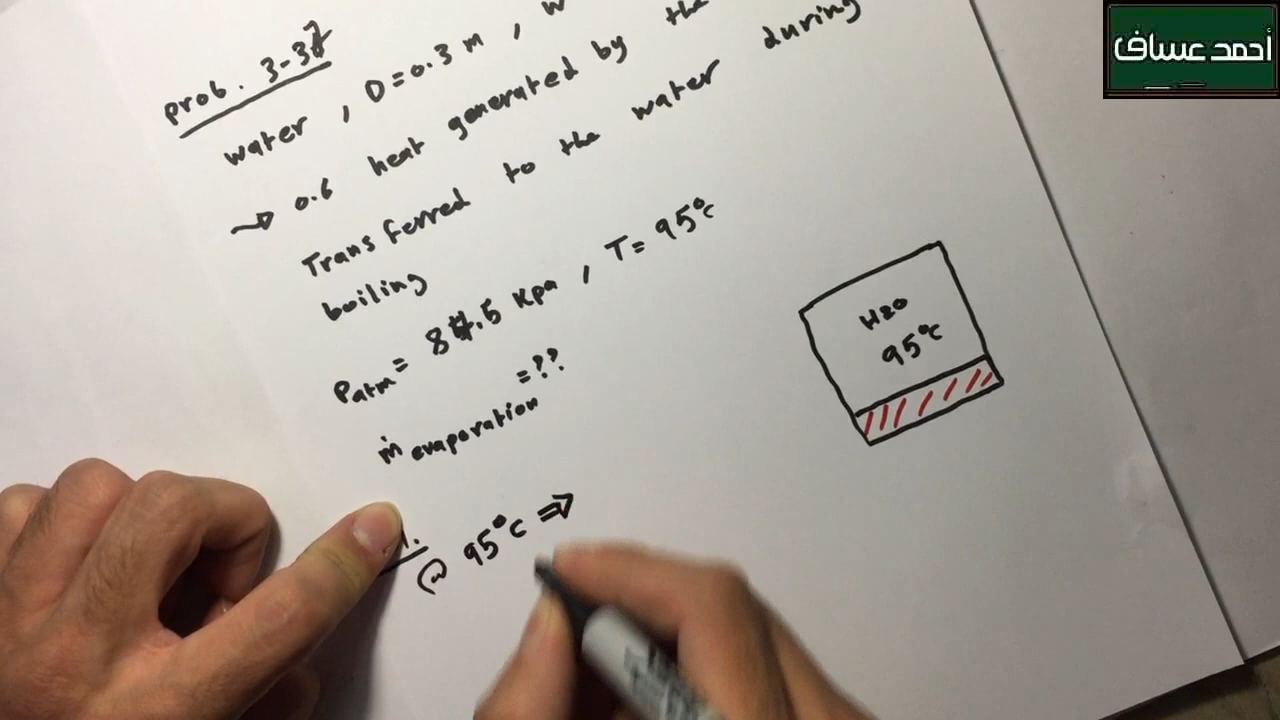 أحمد عساف
prob. 3-37
water , D = 0.3 m , W
→ 0.6 heat generated by the
Transferred to the water during
boiling
Patm = 84.5 Kpa , T = 95°C
ṁ evaporation = ??
@ 95°C ⇒
H2O
95°C